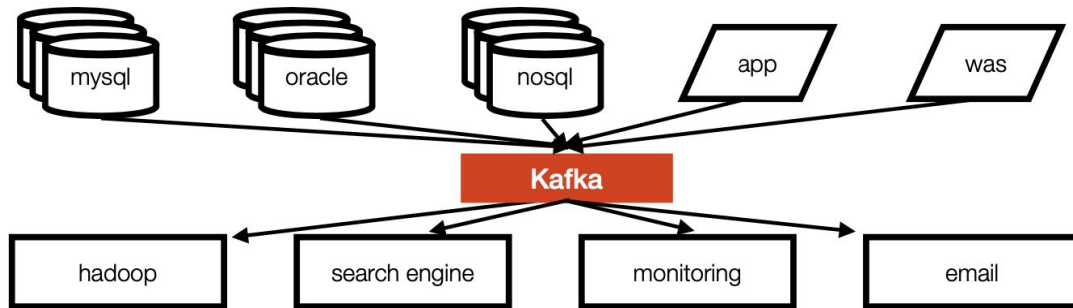 mysql
oracle
nosql
app
was
Kafka
hadoop
search engine
monitoring
email